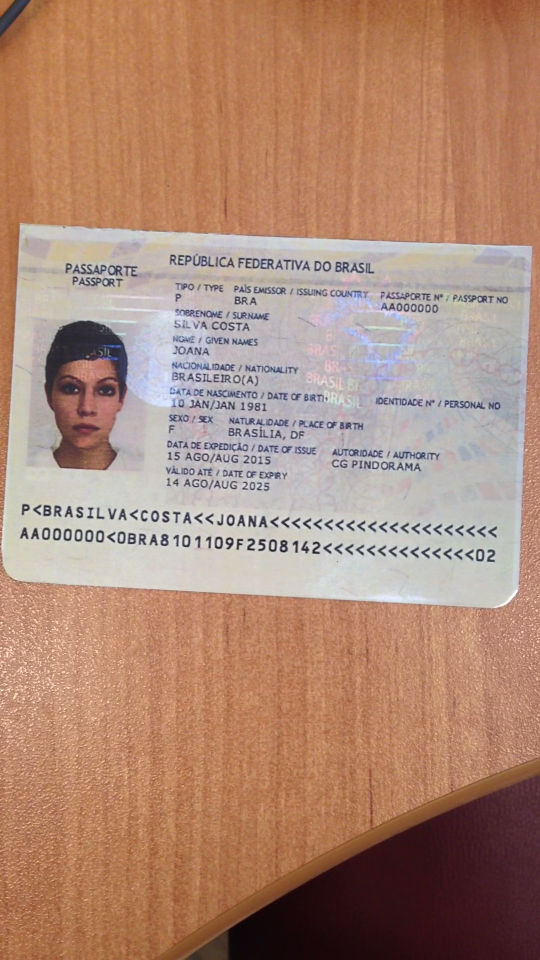 PASSAPORTE
PASSPORT
REPÚBLICA FEDERATIVA DO BRASIL
TIPO / TYPE PAÍS EMISSOR / ISSUING COUNTRY PASSAPORTE Nº / PASSPORT NO
P BRA AA000000
SOBRENOME / SURNAME
SILVA COSTA
NOME / GIVEN NAMES
JOANA
NACIONALIDADE / NATIONALITY
BRASILEIRO(A)
DATA DE NASCIMENTO / DATE OF BIRTH IDENTIDADE Nº / PERSONAL NO
10 JAN/JAN 1981
SEXO / SEX NATURALIDADE / PLACE OF BIRTH
F BRASÍLIA, DF
DATA DE EXPEDIÇÃO / DATE OF ISSUE AUTORIDADE / AUTHORITY
15 AGO/AUG 2015 CG PINDORAMA
VÁLIDO ATÉ / DATE OF EXPIRY
14 AGO/AUG 2025
P<BRASILVA<COSTA<<JOANA<<<<<<<<<<<<<<<<<<<<<
AA000000<0BRA8101109F2508142<<<<<<<<<<<<<<02